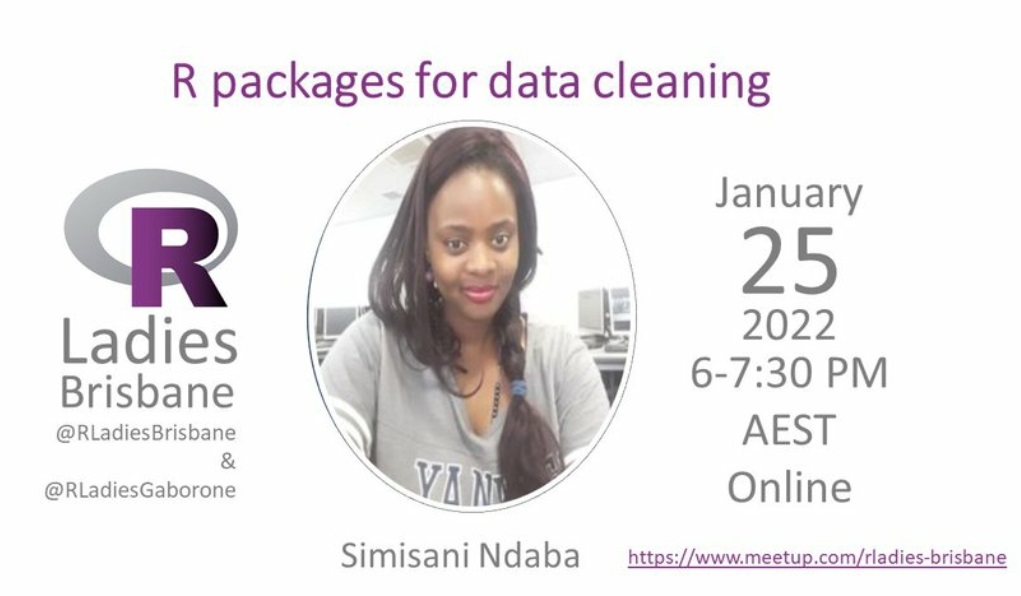 R packages for data cleaning
R
Ladies
Brisbane
@RLadiesBrisbane
&
@RLadiesGaborone
January
25
2022
6-7:30 PM
AEST
Online
Simisani Ndaba
https://www.meetup.com/rladies-brisbane